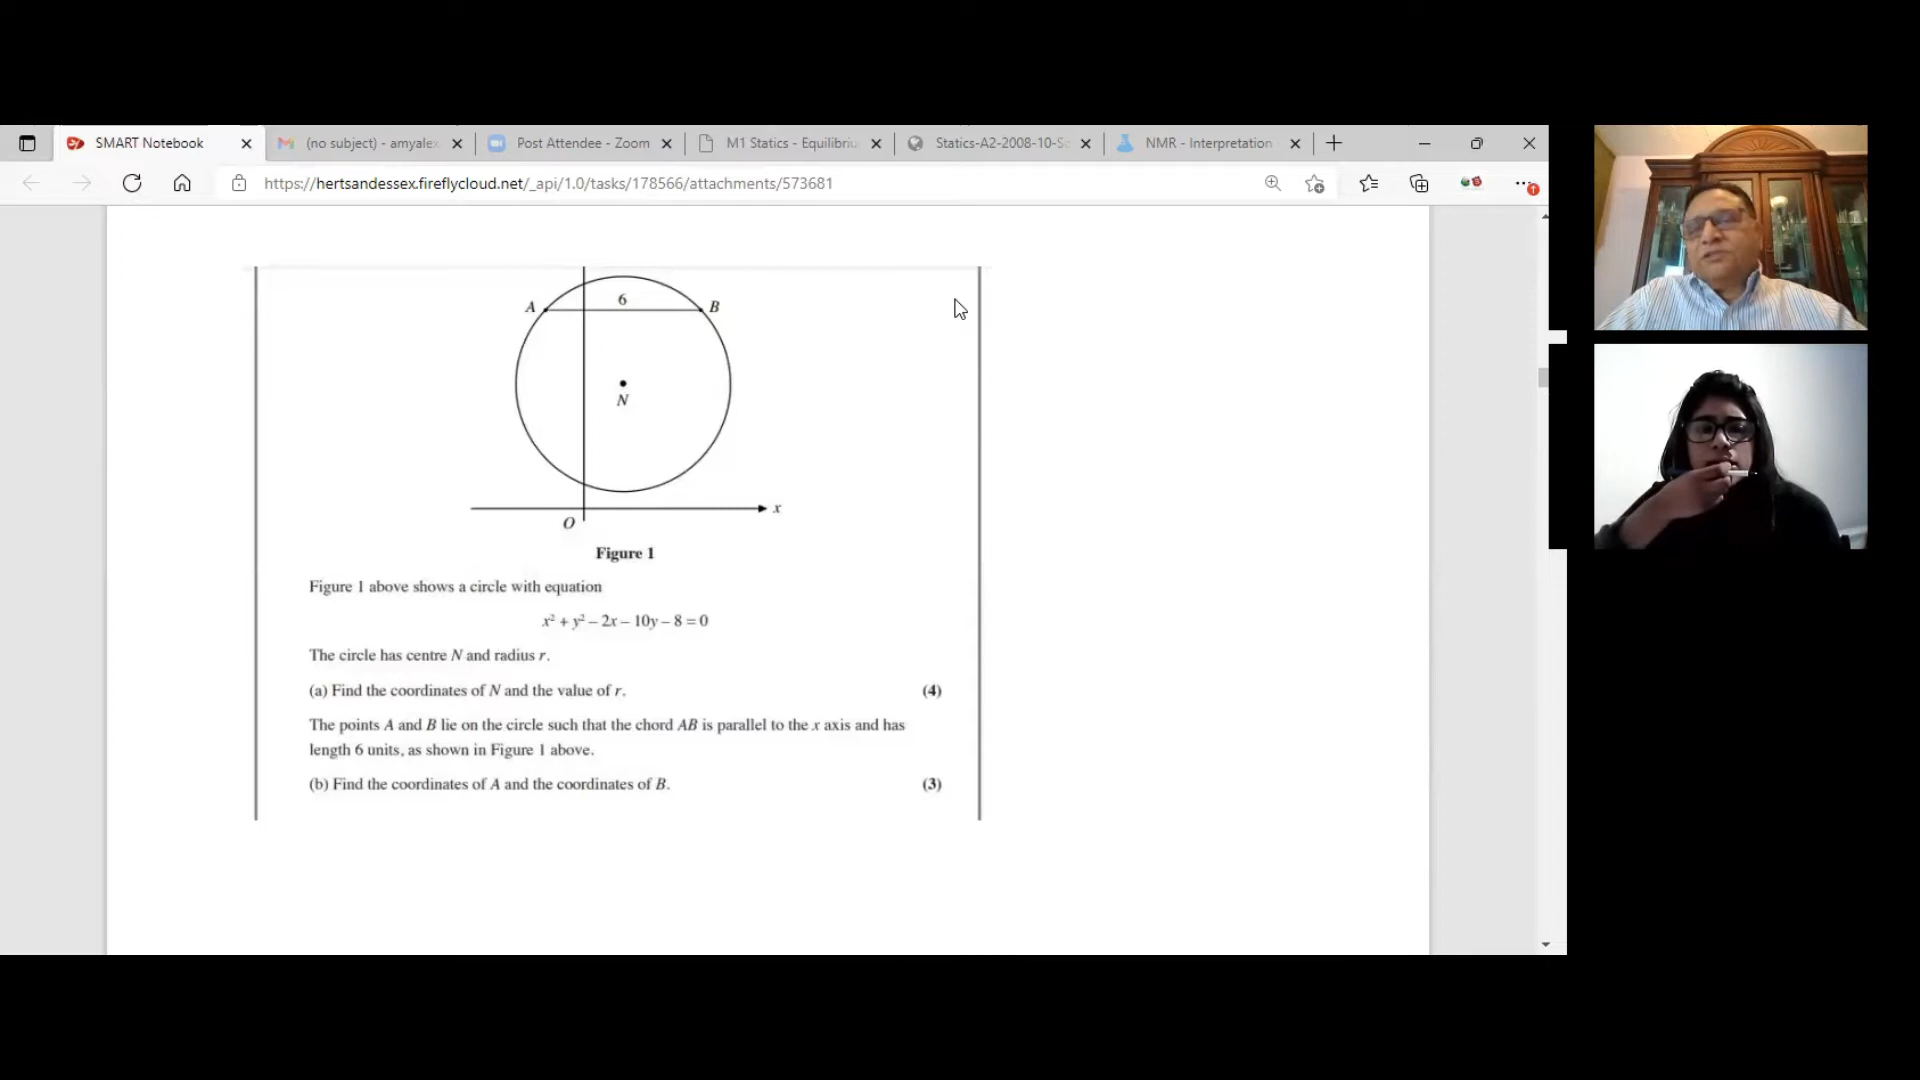 SMART Notebook
(no subject) - amyalex
Post Attendee - Zoom
M1 Statics - Equilibriu
Statics-A2-2008-10-S
NMR - Interpretation
https://hertsandessex.fireflycloud.net/_api/1.0/tasks/178566/attachments/573681
A
6
B
N
x
O
Figure 1
Figure 1 above shows a circle with equation
x² + y² – 2x – 10y – 8 = 0
The circle has centre N and radius r.
(a) Find the coordinates of N and the value of r. (4)
The points A and B lie on the circle such that the chord AB is parallel to the x axis and has
length 6 units, as shown in Figure 1 above.
(b) Find the coordinates of A and the coordinates of B. (3)